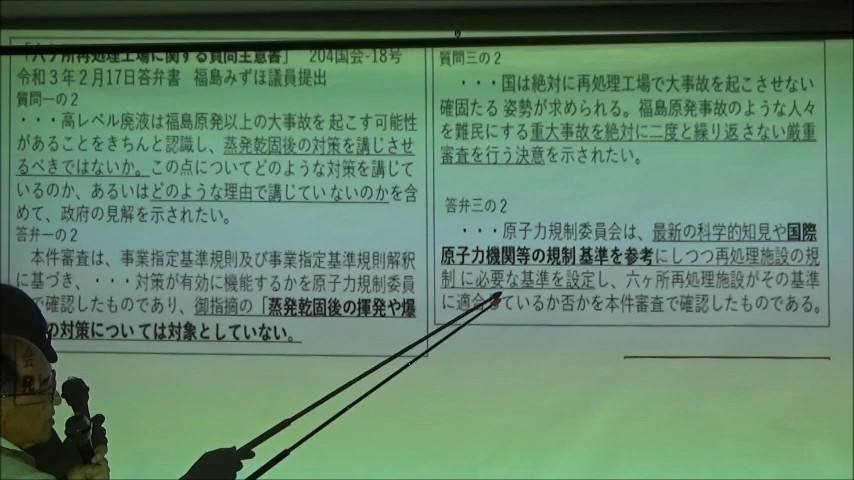 「六ケ所再処理工場に関する質問主意書」 204国会-18号
令和3年2月17日答弁書 福島みずほ議員提出
質問一の2
・・・高レベル廃液は福島原発以上の大事故を起こす可能性
があることをきちんと認識し、蒸発乾固後の対策を講じさせ
るべきではないか。この点についてどのような対策を講じて
いるのか、あるいはどのような理由で講じていないのかを含
めて、政府の見解を示されたい。
答弁一の2
本件審査は、事業指定基準規則及び事業指定基準規則解釈
に基づき、・・・対策が有効に機能するかを原子力規制委員
で確認したものであり、御指摘の「蒸発乾固後の揮発や爆
の対策については対象としていない。
質問三の2
・・・国は絶対に再処理工場で大事故を起こさせない
確固たる姿勢が求められる。福島原発事故のような人々
を難民にする重大事故を絶対に二度と繰り返さない厳重
審査を行う決意を示されたい。
答弁三の2
・・・原子力規制委員会は、最新の科学的知見や国際
原子力機関等の規制基準を参考にしつつ再処理施設の規
制に必要な基準を設定し、六ヶ所再処理施設がその基準
に適合しているか否かを本件審査で確認したものである。
会
発